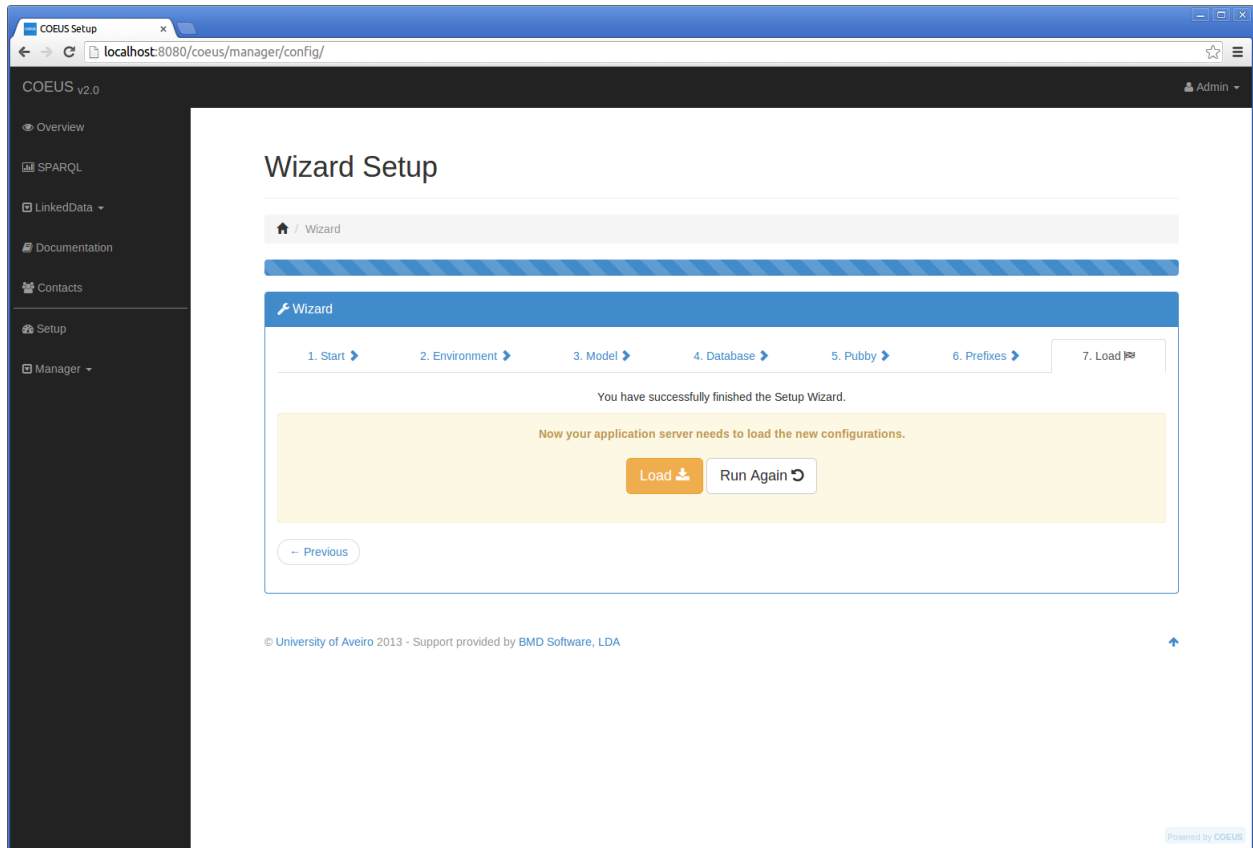 COEUS Setup
localhost:8080/coeus/manager/config/
COEUS v2.0
Admin
Overview
SPARQL
LinkedData
Documentation
Contacts
Setup
Manager
Wizard Setup
/ Wizard
Wizard
1. Start 2. Environment 3. Model 4. Database 5. Pubby 6. Prefixes 7. Load
You have successfully finished the Setup Wizard.
Now your application server needs to load the new configurations.
Load Run Again
← Previous
© University of Aveiro 2013 - Support provided by BMD Software, LDA
Powered by COEUS